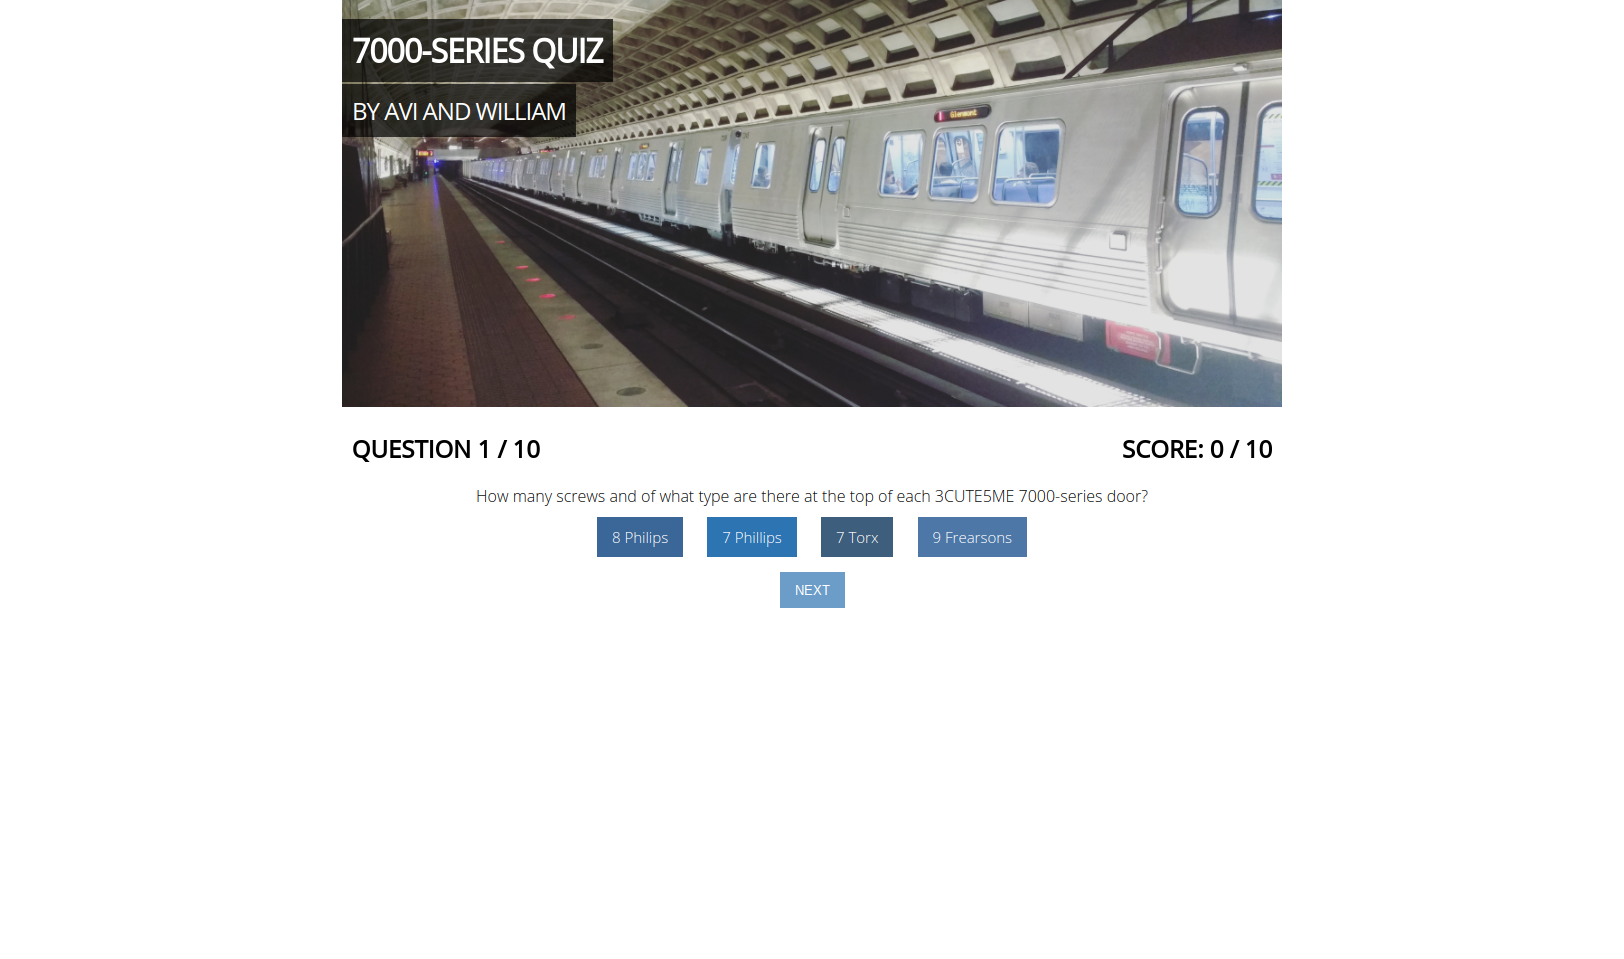 7000-SERIES QUIZ
BY AVI AND WILLIAM
Glenmont
QUESTION 1 / 10
SCORE: 0 / 10
How many screws and of what type are there at the top of each 3CUTE5ME 7000-series door?
8 Philips
7 Phillips
7 Torx
9 Frearsons
NEXT